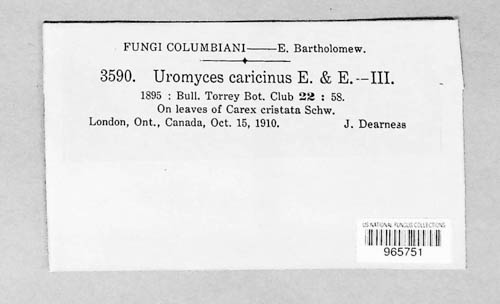 FUNGI COLUMBIANI——E. Bartholomew.
3590. Uromyces caricinus E. & E.--III.
1895 : Bull. Torrey Bot. Club 22 : 58.
On leaves of Carex cristata Schw.
London, Ont., Canada, Oct. 15, 1910. J. Dearness
US NATIONAL FUNGUS COLLECTIONS
965751